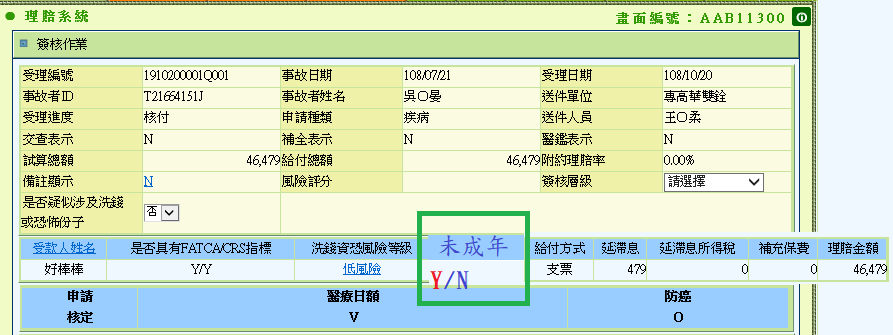 理賠系統 畫面編號：AAB11300
簽核作業
受理編號 1910200001Q001 事故日期 108/07/21 受理日期 108/10/20
事故者ID T21664151J 事故者姓名 吳〇晏 送件單位 專高華雙銓
受理進度 核付 申請種類 疾病 送件人員 王〇柔
交查表示 N 補全表示 N 醫鑑表示 N
試算總額 46,479 給付總額 46,479 附約理賠率 0.00%
備註顯示 N 風險評分 簽核層級 請選擇
是否疑似涉及洗錢 否
或恐怖份子
受款人姓名 是否具有FATCA/CRS指標 洗錢資恐風險等級 未成年 給付方式 延滯息 延滯息所得稅 補充保費 理賠金額
好棒棒 Y/Y 低風險 Y/N 支票 479 0 0 46,479
申請 醫療日額 防癌
核定 V O